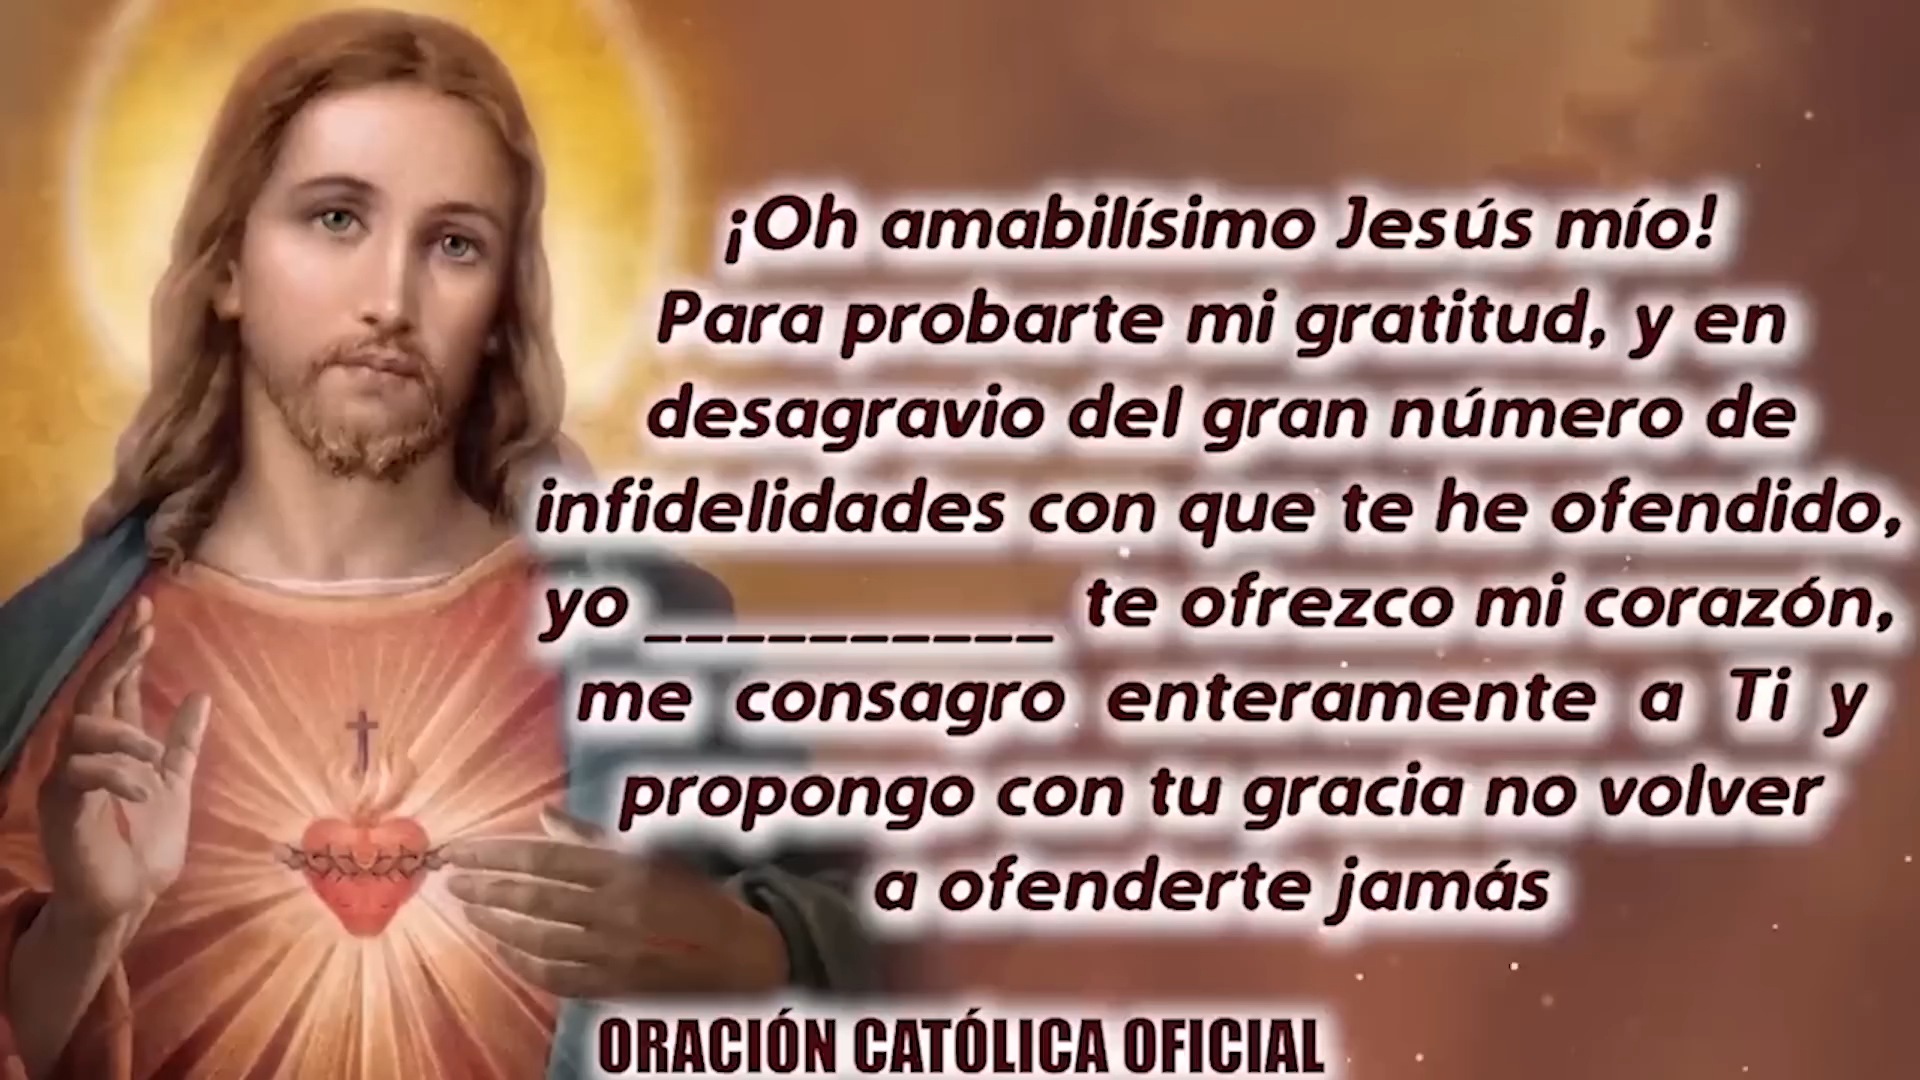 ¡Oh amabilísimo Jesús mío!
Para probarte mi gratitud, y en
desagravio del gran número de
infidelidades con que te he ofendido,
yo __________ te ofrezco mi corazón,
me consagro enteramente a Ti y
propongo con tu gracia no volver
a ofenderte jamás
ORACIÓN CATÓLICA OFICIAL